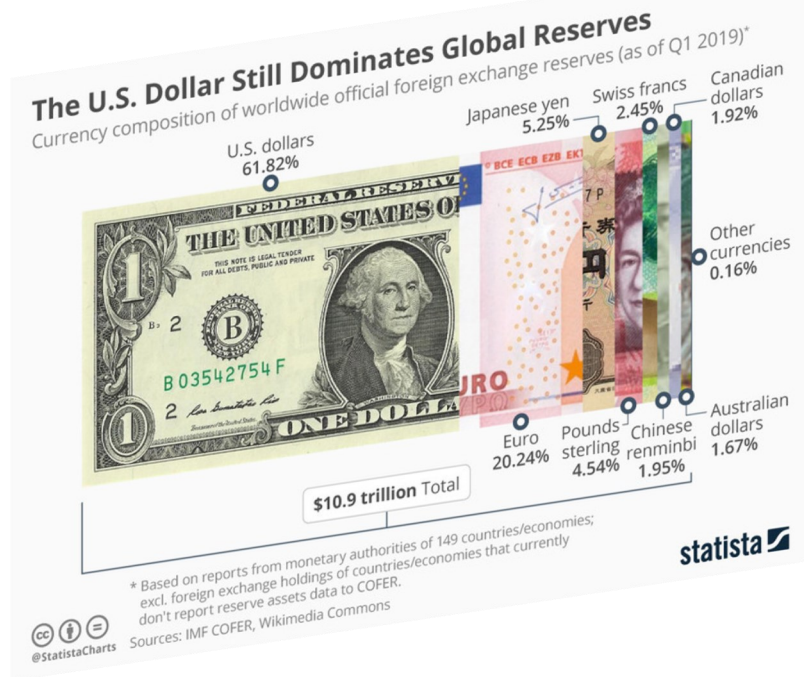 The U.S. Dollar Still Dominates Global Reserves
Currency composition of worldwide official foreign exchange reserves (as of Q1 2019)*
U.S. dollars
61.82%
Japanese yen
5.25%
Swiss francs
2.45%
Canadian
dollars
1.92%
Other
currencies
0.16%
FEDERAL RESERVE
THE UNITED STATES OF
THIS NOTE IS LEGAL TENDER
FOR ALL DEBTS, PUBLIC AND PRIVATE
1
B 2
B
B 03542754 F
2
1
ONE DOLLA
BCE ECB EZB EKT
URO
7 P
券
円
Euro
20.24%
Pounds
sterling
4.54%
Chinese
renminbi
1.95%
Australian
dollars
1.67%
$10.9 trillion Total
* Based on reports from monetary authorities of 149 countries/economies;
excl. foreign exchange holdings of countries/economies that currently
don't report reserve assets data to COFER.
Sources: IMF COFER, Wikimedia Commons
cc
@StatistaCharts
statista